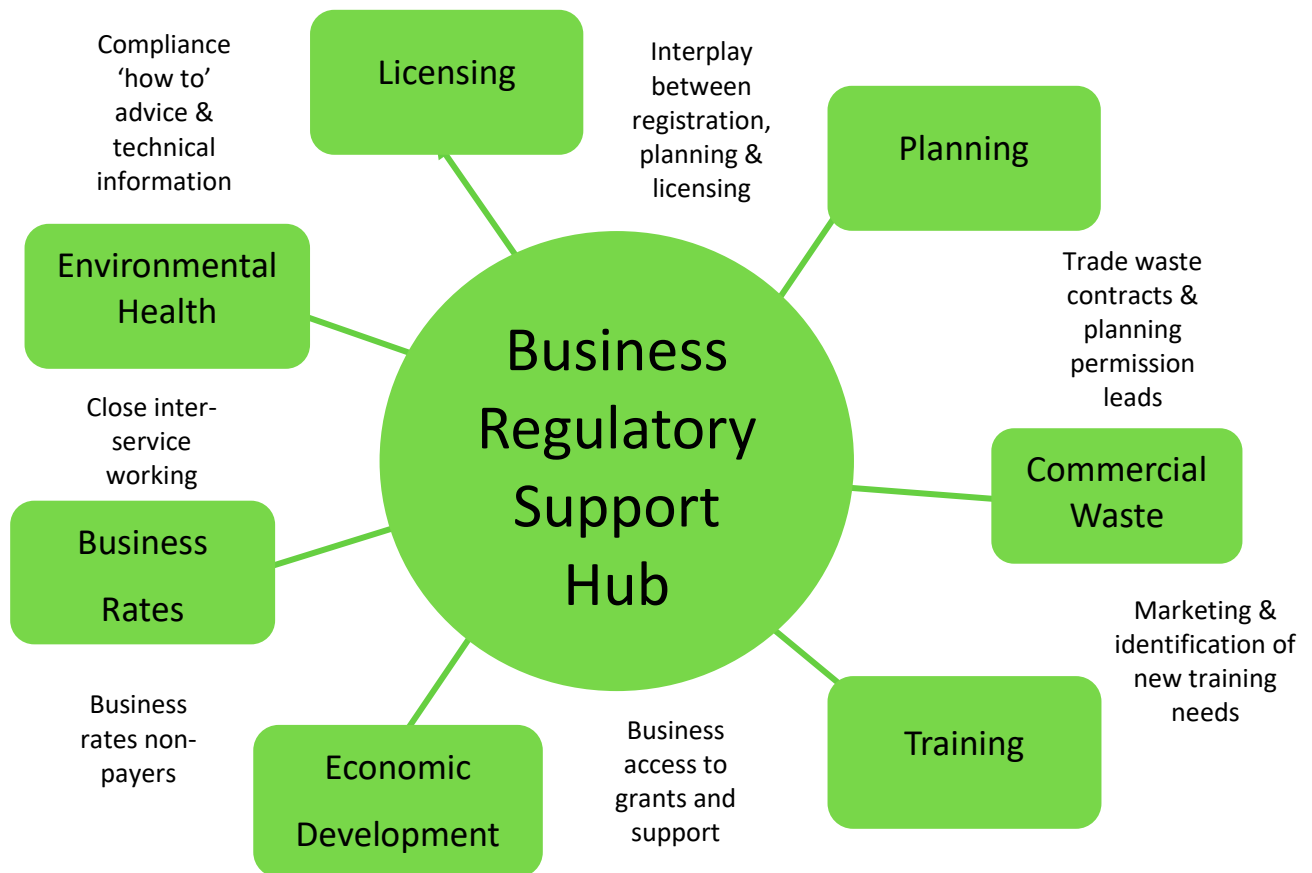 Compliance
‘how to’
advice &
technical
information
Licensing
Interplay
between
registration,
planning &
licensing
Planning
Environmental
Health
Trade waste
contracts &
planning
permission
leads
Business
Regulatory
Support
Hub
Close inter-
service
working
Commercial
Waste
Business
Rates
Marketing &
identification of
new training
needs
Business
rates non-
payers
Economic
Development
Business
access to
grants and
support
Training